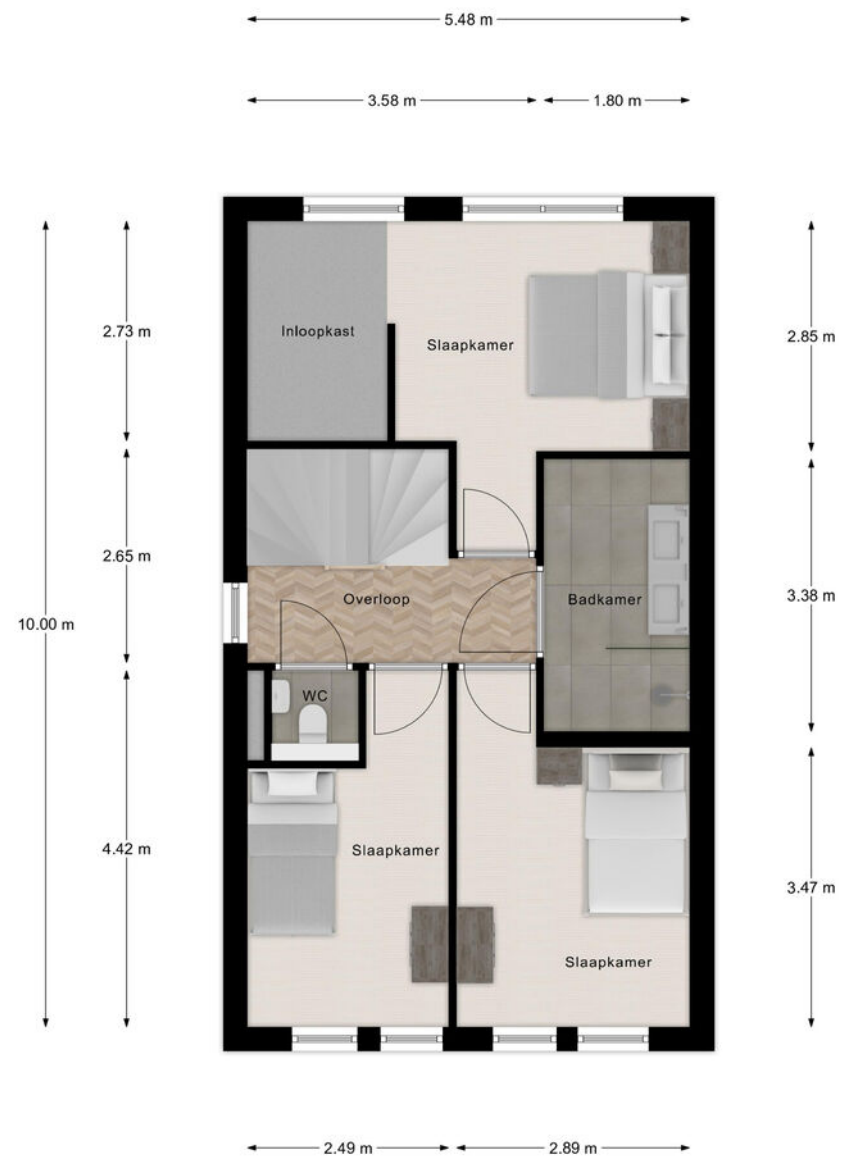 5.48 m
3.58 m
1.80 m
2.73 m
Inloopkast
Slaapkamer
2.85 m
2.65 m
Overloop
Badkamer
3.38 m
10.00 m
WC
4.42 m
Slaapkamer
3.47 m
Slaapkamer
2.49 m
2.89 m